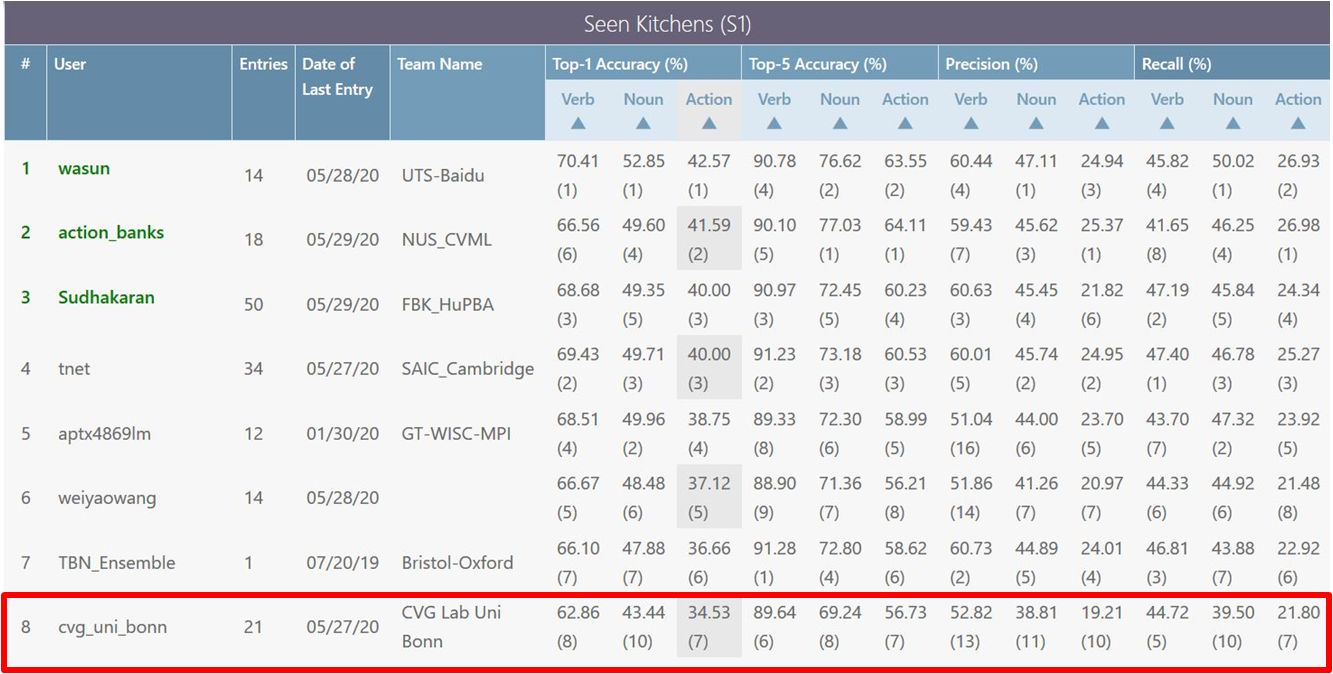 Seen Kitchens (S1)
# User Entries Date of Last Entry Team Name Top-1 Accuracy (%) Top-5 Accuracy (%) Precision (%) Recall (%)
Verb Noun Action Verb Noun Action Verb Noun Action Verb Noun Action
▲ ▲ ▲ ▲ ▲ ▲ ▲ ▲ ▲ ▲ ▲ ▲
1 wasun 14 05/28/20 UTS-Baidu 70.41 52.85 42.57 90.78 76.62 63.55 60.44 47.11 24.94 45.82 50.02 26.93
(1) (1) (1) (4) (2) (2) (4) (1) (3) (4) (1) (2)
2 action_banks 18 05/29/20 NUS_CVML 66.56 49.60 41.59 90.10 77.03 64.11 59.43 45.62 25.37 41.65 46.25 26.98
(6) (4) (2) (5) (1) (1) (7) (3) (1) (8) (4) (1)
3 Sudhakaran 50 05/29/20 FBK_HuPBA 68.68 49.35 40.00 90.97 72.45 60.23 60.63 45.45 21.82 47.19 45.84 24.34
(3) (5) (3) (3) (5) (4) (3) (4) (6) (2) (5) (4)
4 tnet 34 05/27/20 SAIC_Cambridge 69.43 49.71 40.00 91.23 73.18 60.53 60.01 45.74 24.95 47.40 46.78 25.27
(2) (3) (3) (2) (3) (3) (5) (2) (2) (1) (3) (3)
5 aptx4869lm 12 01/30/20 GT-WISC-MPI 68.51 49.96 38.75 89.33 72.30 58.99 51.04 44.00 23.70 43.70 47.32 23.92
(4) (2) (4) (8) (6) (5) (16) (6) (5) (7) (2) (5)
6 weiyaowang 14 05/28/20 66.67 48.48 37.12 88.90 71.36 56.21 51.86 41.26 20.97 44.33 44.92 21.48
(5) (6) (5) (9) (7) (8) (14) (7) (7) (6) (6) (8)
7 TBN_Ensemble 1 07/20/19 Bristol-Oxford 66.10 47.88 36.66 91.28 72.80 58.62 60.73 44.89 24.01 46.81 43.88 22.92
(7) (7) (6) (1) (4) (6) (2) (5) (4) (3) (7) (6)
8 cvg_uni_bonn 21 05/27/20 CVG Lab Uni Bonn 62.86 43.44 34.53 89.64 69.24 56.73 52.82 38.81 19.21 44.72 39.50 21.80
(8) (10) (7) (6) (8) (7) (13) (11) (10) (5) (10) (7)